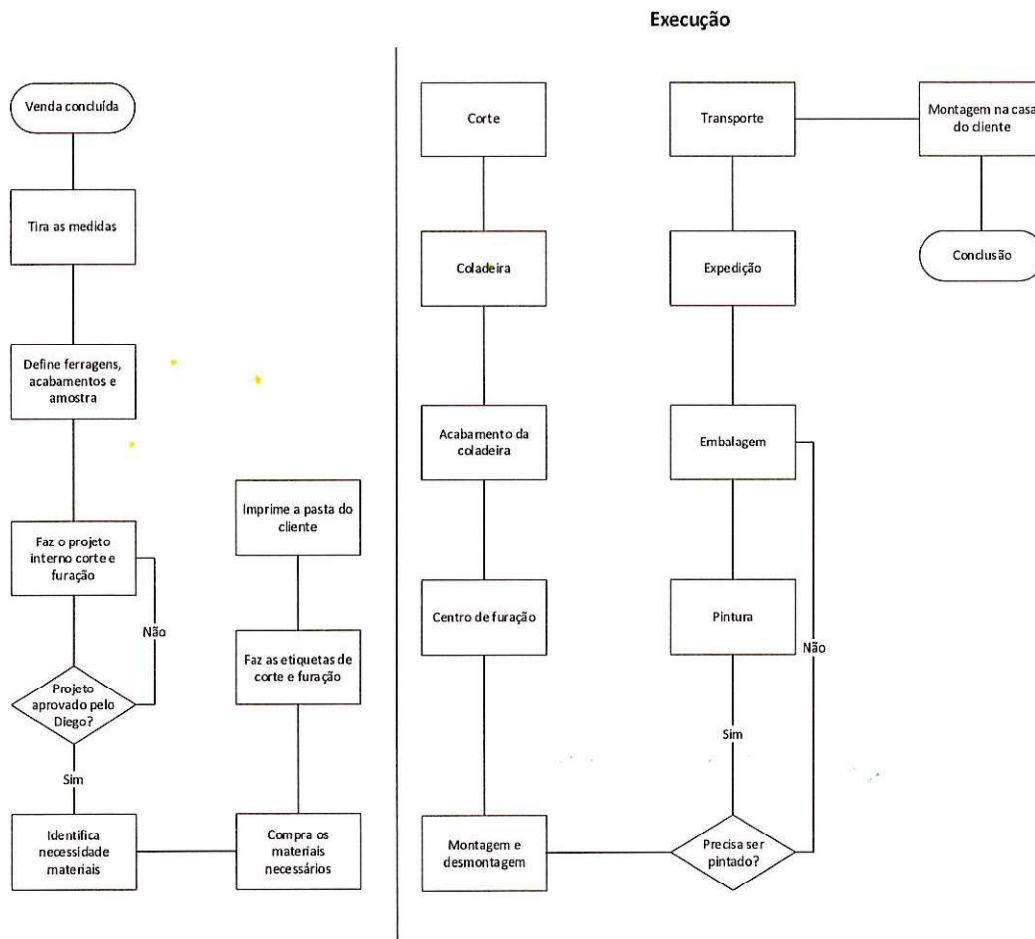 Execução
Venda concluída
Tira as medidas
Define ferragens,
acabamentos e
amostra
Faz o projeto
interno corte e
furação
Não
Projeto
aprovado pelo
Diego?
Sim
Identifica
necessidade
materiais
Compra os
materiais
necessários
Faz as etiquetas de
corte e furação
Imprime a pasta do
cliente
Corte
Coladeira
Acabamento da
coladeira
Centro de furação
Montagem e
desmontagem
Precisa ser
pintado?
Sim
Não
Pintura
Embalagem
Expedição
Transporte
Montagem na casa
do cliente
Conclusão